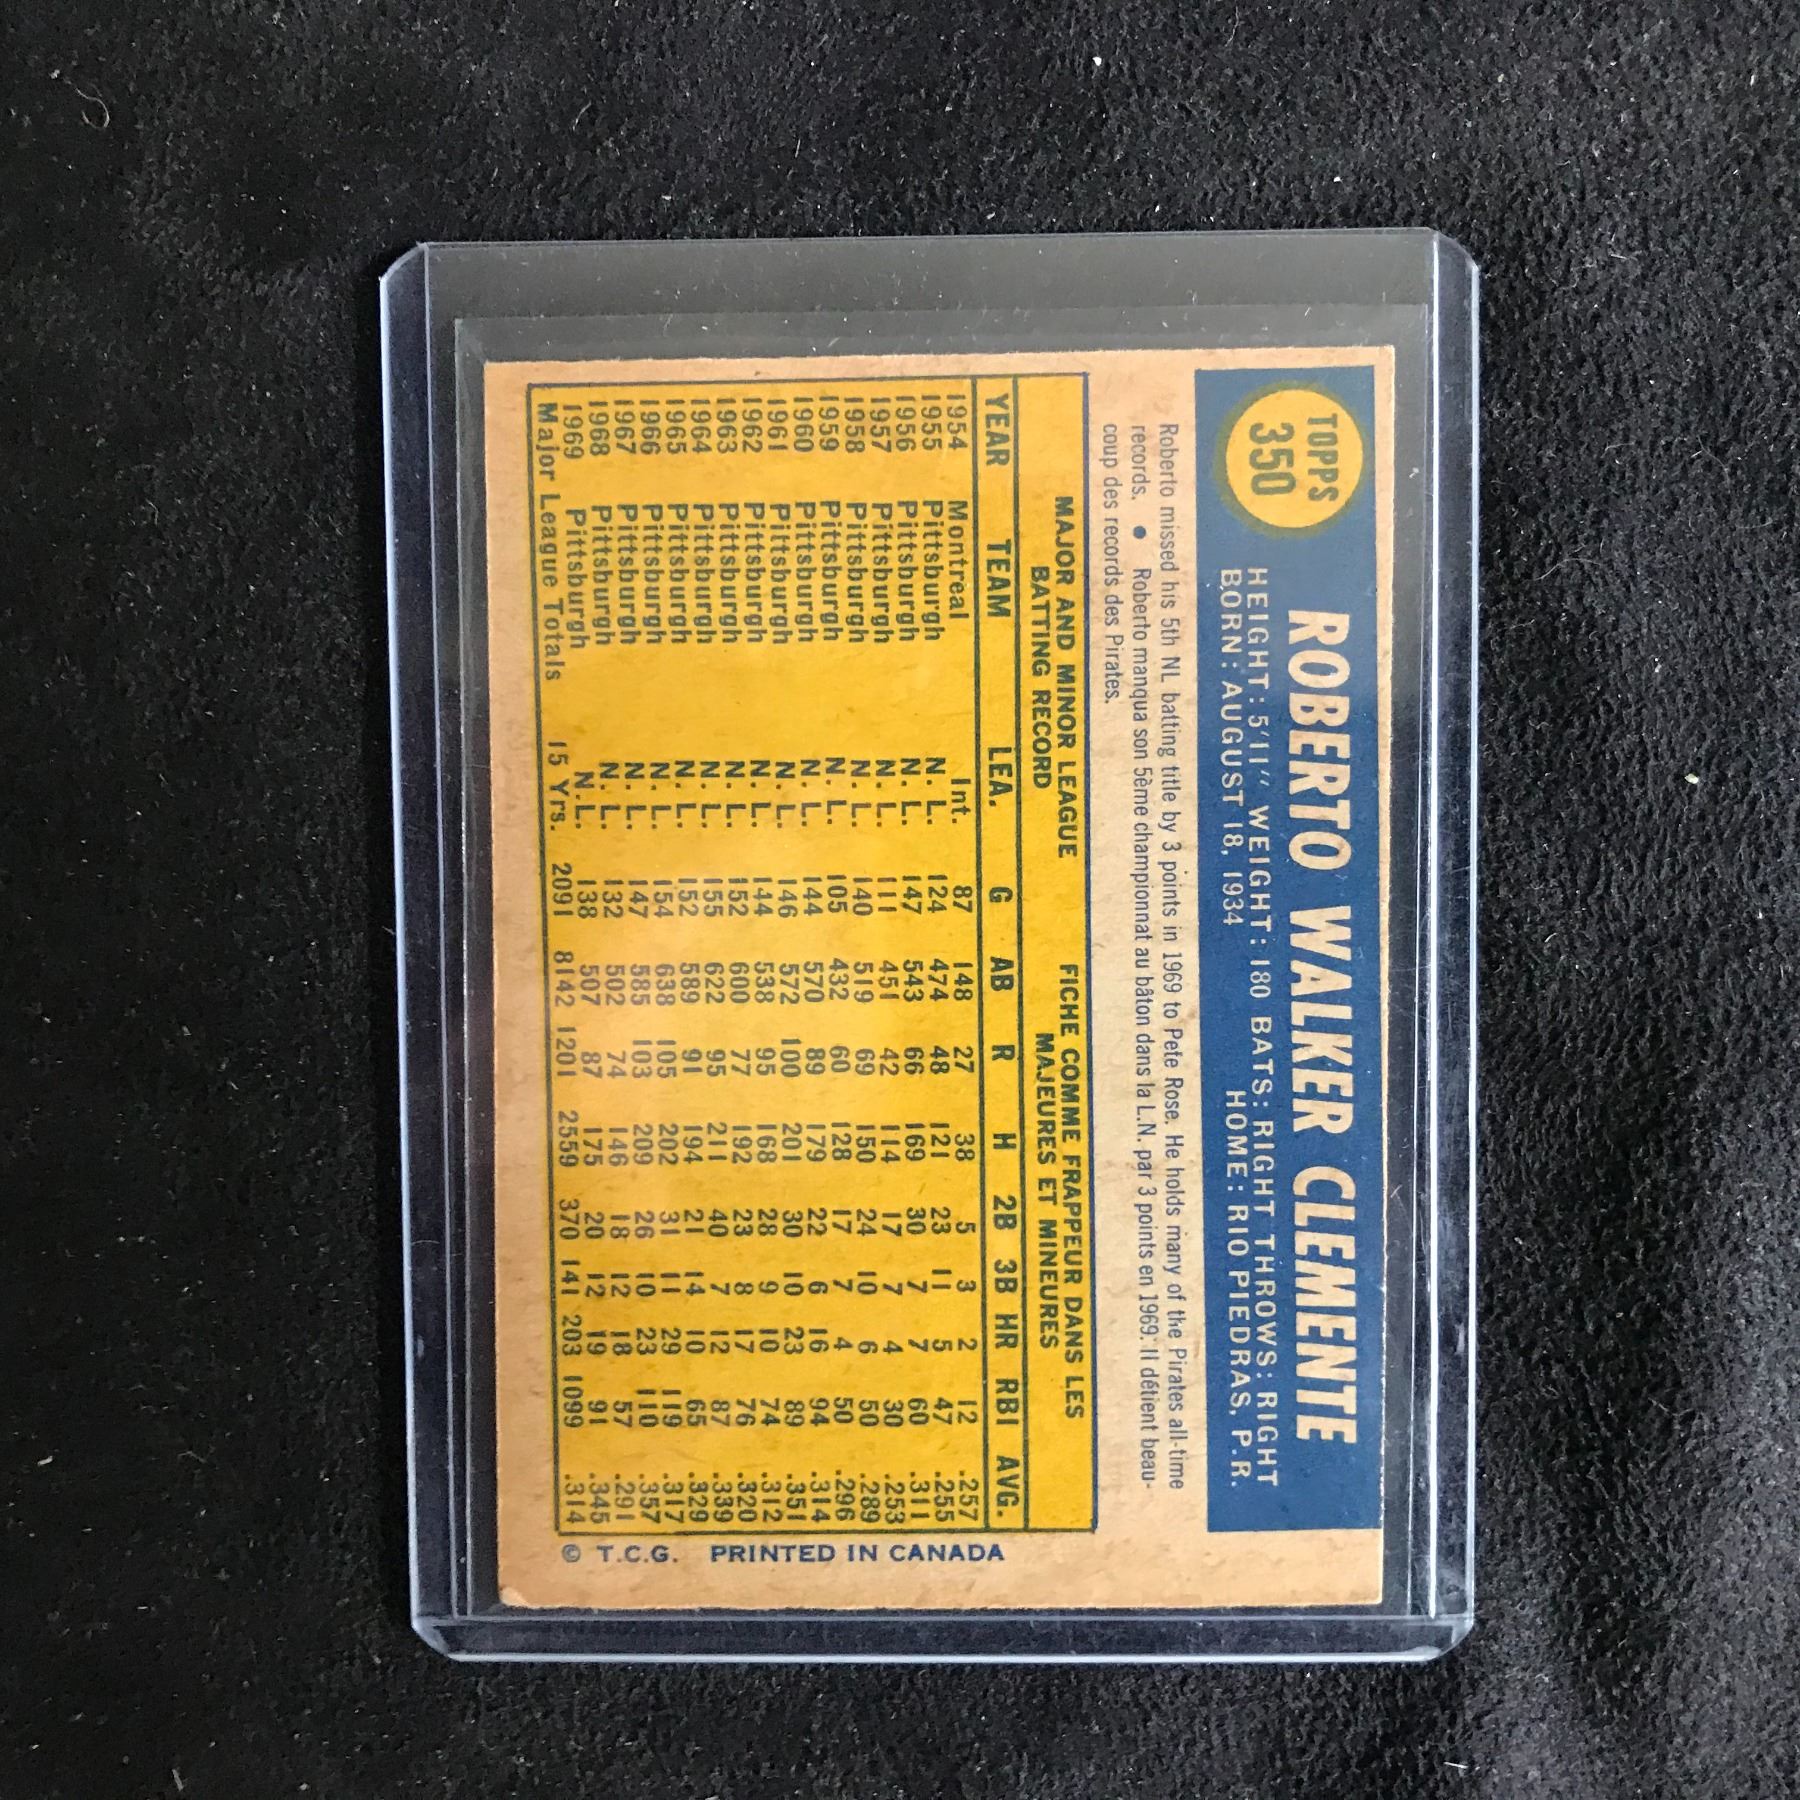 TOPPS
350
ROBERTO WALKER CLEMENTE
HEIGHT: 5'11" WEIGHT: 180 BATS: RIGHT THROWS: RIGHT
BORN: AUGUST 18, 1934 HOME: RIO PIEDRAS, P.R.
Roberto missed his 5th NL batting title by 3 points in 1969 to Pete Rose. He holds many of the Pirates all-time
records. ● Roberto manqua son 5ème championnat au bâton dans la L.N. par 3 points en 1969. Il détient beau-
coup des records des Pirates.
MAJOR AND MINOR LEAGUE FICHE COMME FRAPPEUR DANS LES
BATTING RECORD MAJEURES ET MINEURES
YEAR TEAM LEA. G AB R H 2B 3B HR RBI AVG.
1954 Montreal Int. 87 148 27 38 5 3 2 12 .257
1955 Pittsburgh N. L. 124 474 48 121 23 11 5 47 .255
1956 Pittsburgh N. L. 147 543 66 169 30 7 7 60 .311
1957 Pittsburgh N. L. 111 451 42 114 17 7 4 30 .253
1958 Pittsburgh N. L. 140 519 69 150 24 10 6 50 .289
1959 Pittsburgh N. L. 105 432 60 128 17 7 4 50 .296
1960 Pittsburgh N. L. 144 570 89 179 22 6 16 94 .314
1961 Pittsburgh N. L. 146 572 100 201 30 10 23 89 .351
1962 Pittsburgh N. L. 144 538 95 168 28 9 10 74 .312
1963 Pittsburgh N. L. 152 600 77 192 23 8 17 76 .320
1964 Pittsburgh N. L. 155 622 95 211 40 7 12 87 .339
1965 Pittsburgh N. L. 152 589 91 194 21 14 10 65 .329
1966 Pittsburgh N. L. 154 638 105 202 31 11 29 119 .317
1967 Pittsburgh N. L. 147 585 103 209 26 10 23 110 .357
1968 Pittsburgh N. L. 132 502 74 146 18 12 18 57 .291
1969 Pittsburgh N. L. 138 507 87 175 20 12 19 91 .345
Major League Totals 15 Yrs. 2091 8142 1201 2559 370 141 203 1099 .314
© T.C.G. PRINTED IN CANADA